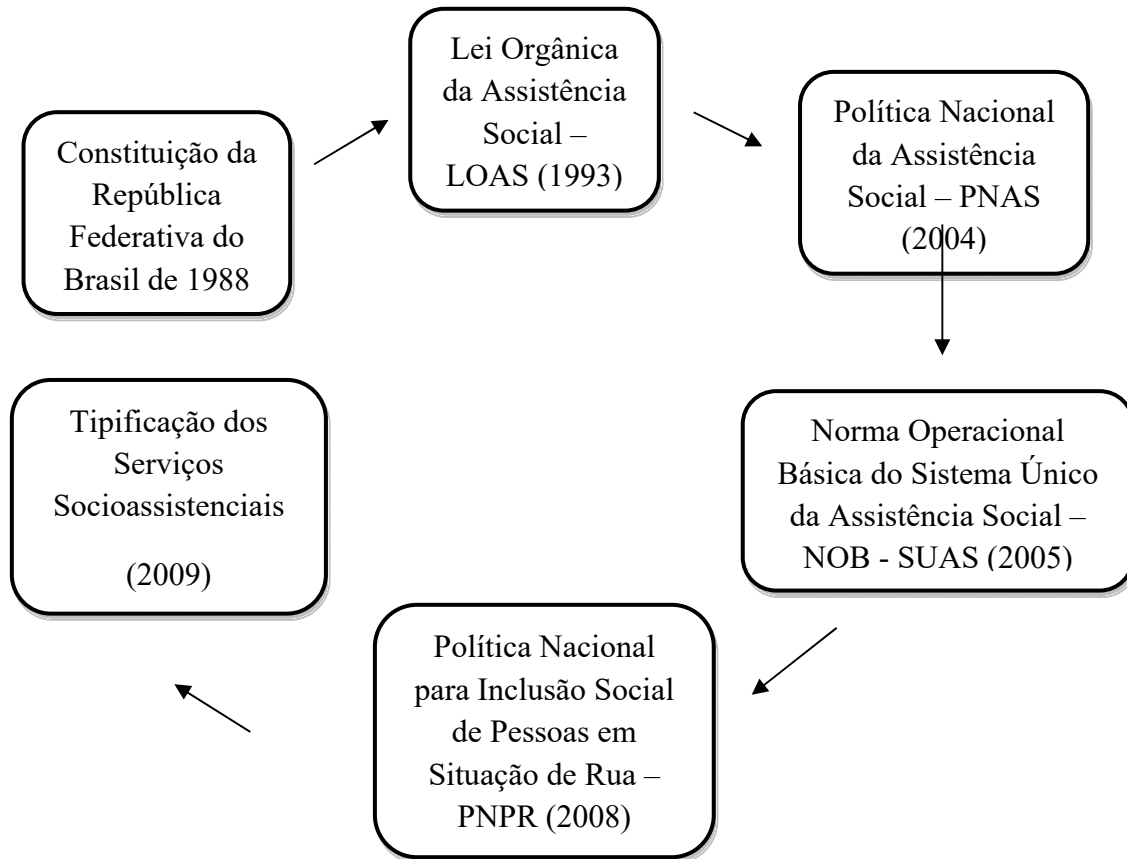 Constituição da
República
Federativa do
Brasil de 1988
Lei Orgânica
da Assistência
Social –
LOAS (1993)
Política Nacional
da Assistência
Social – PNAS
(2004)
Norma Operacional
Básica do Sistema Único
da Assistência Social –
NOB - SUAS (2005)
Política Nacional
para Inclusão Social
de Pessoas em
Situação de Rua –
PNPR (2008)
Tipificação dos
Serviços
Socioassistenciais
(2009)